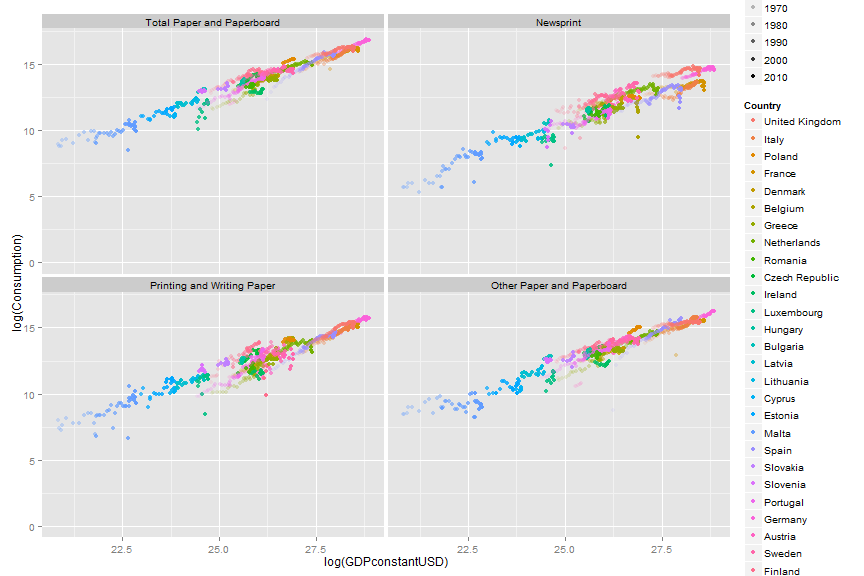 Total Paper and Paperboard
Newsprint
15
10
5
0
Printing and Writing Paper
Other Paper and Paperboard
15
10
5
0
22.5
25.0
27.5
22.5
25.0
27.5
log(GDPconstantUSD)
log(Consumption)
1970
1980
1990
2000
2010
Country
United Kingdom
Italy
Poland
France
Denmark
Belgium
Greece
Netherlands
Romania
Czech Republic
Ireland
Luxembourg
Hungary
Bulgaria
Latvia
Lithuania
Cyprus
Estonia
Malta
Spain
Slovakia
Slovenia
Portugal
Germany
Austria
Sweden
Finland